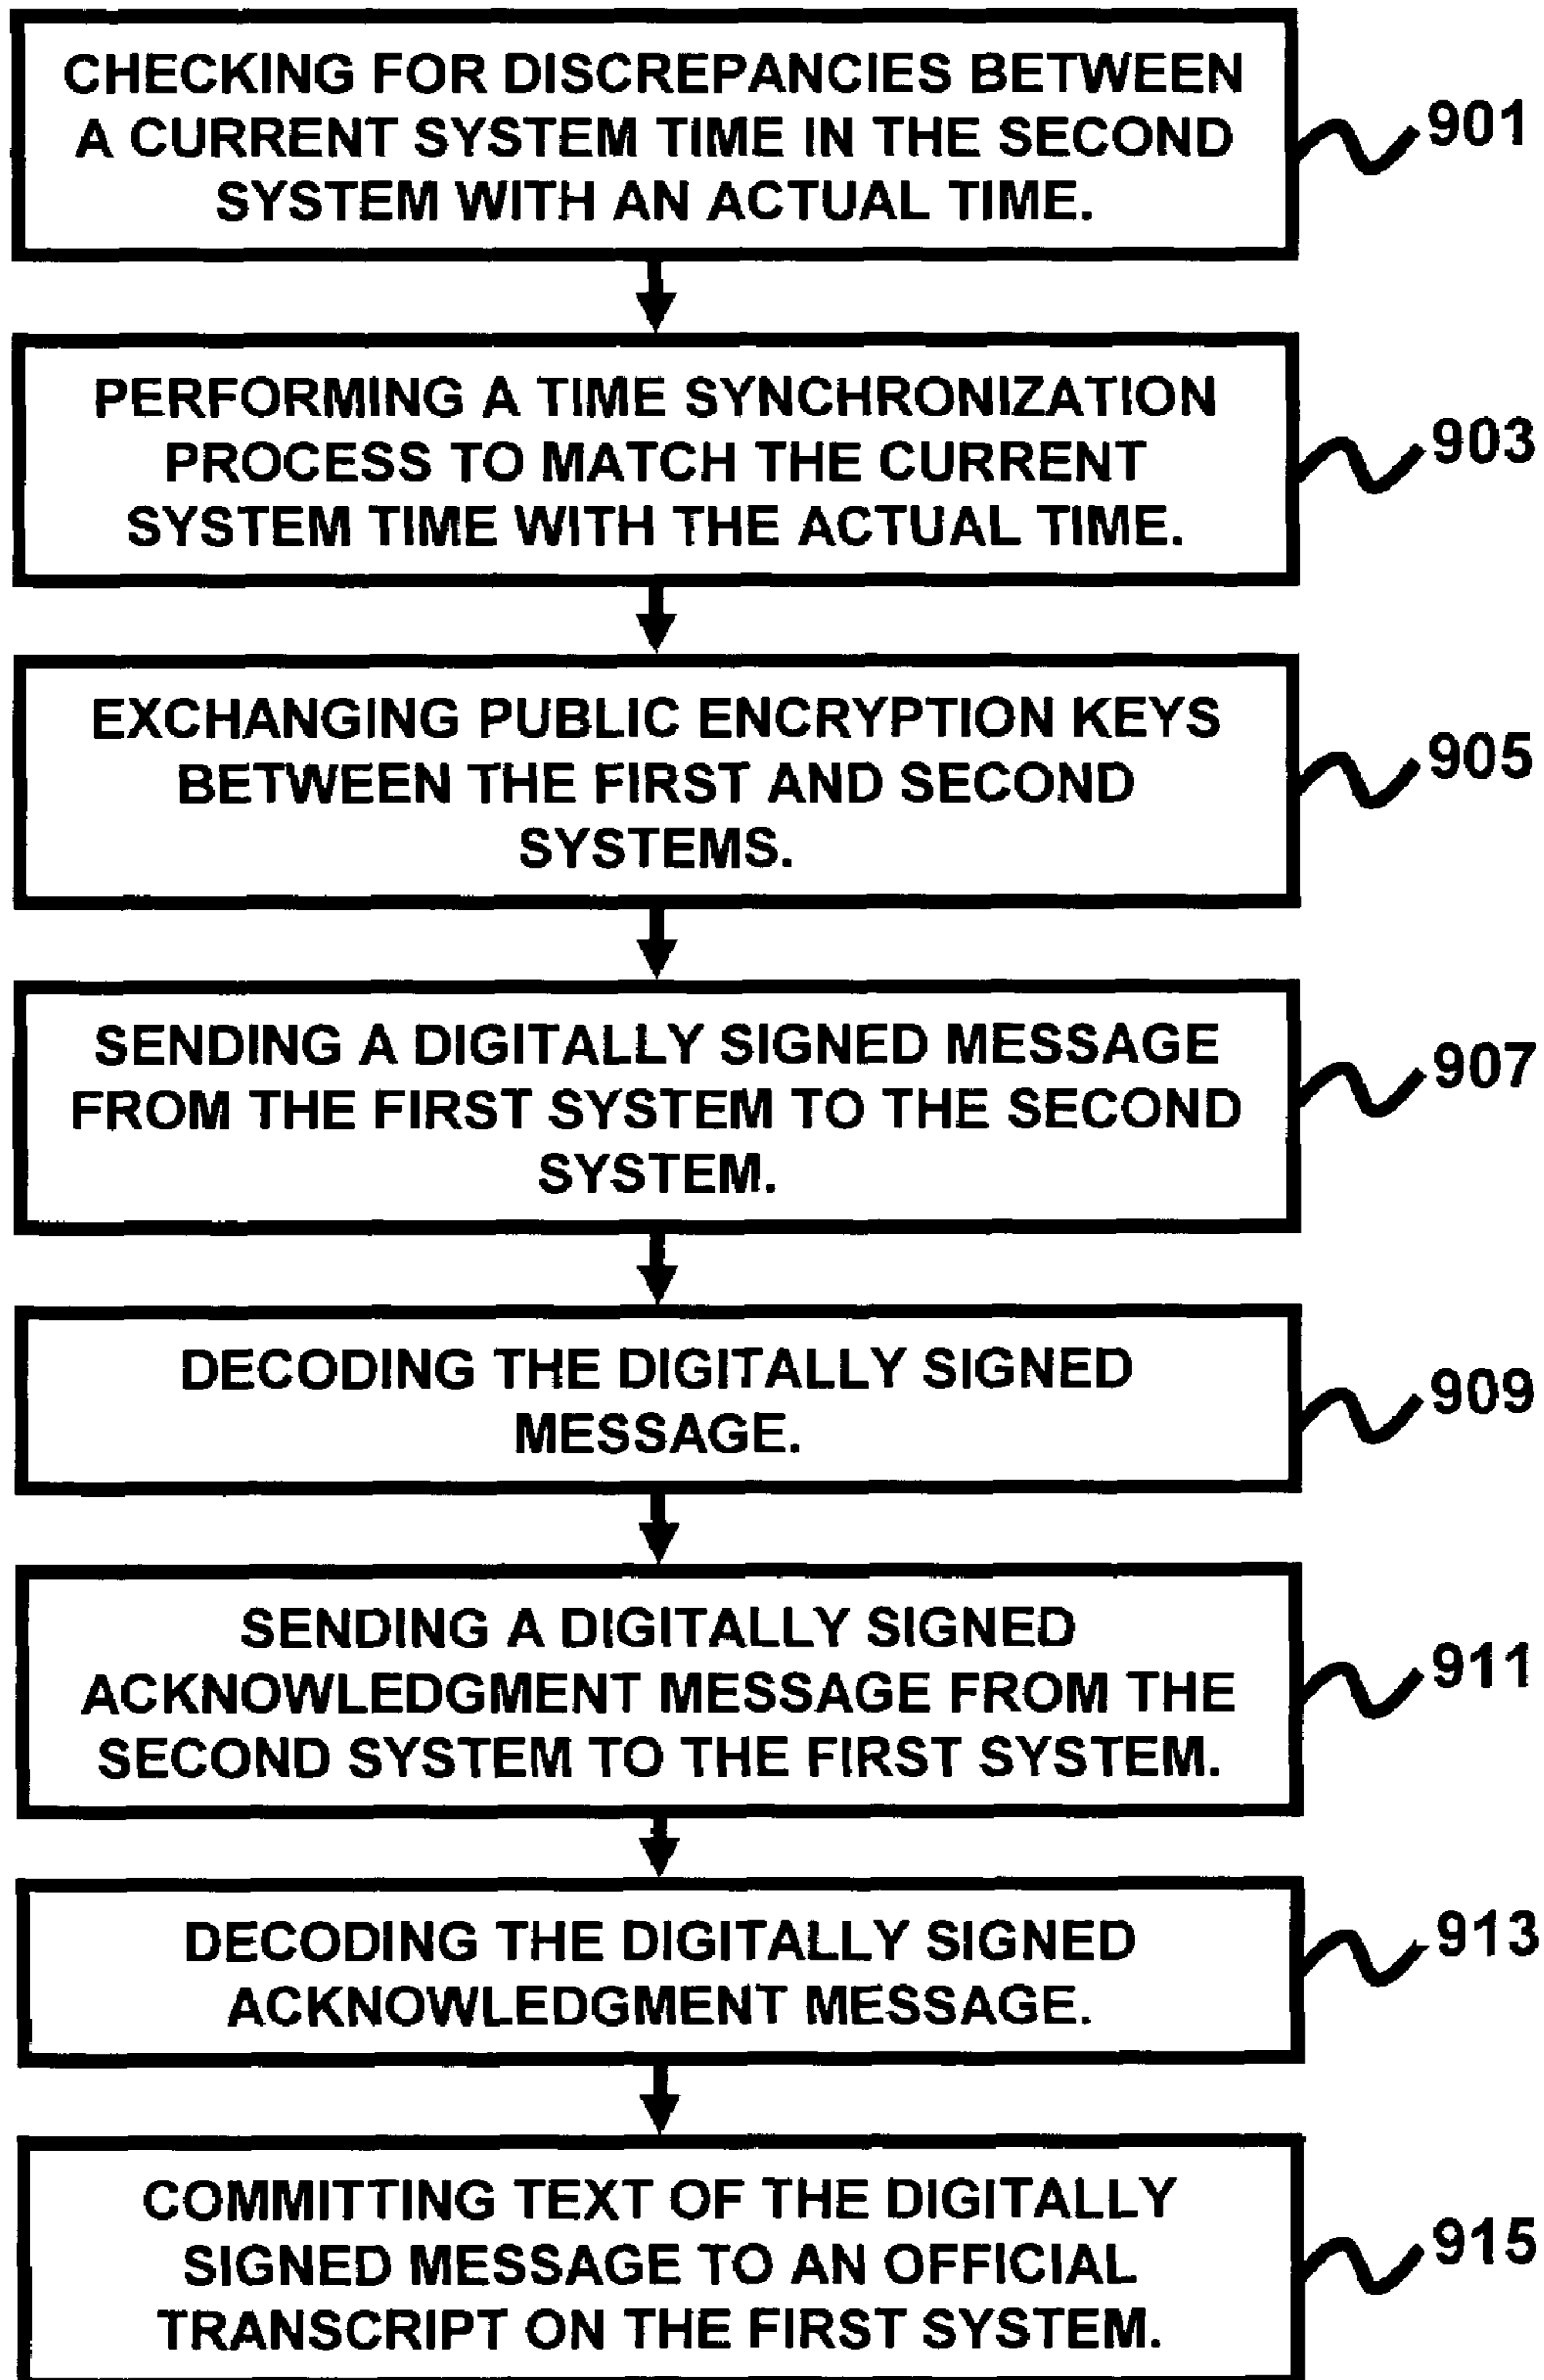 CHECKING FOR DISCREPANCIES BETWEEN
A CURRENT SYSTEM TIME IN THE SECOND
SYSTEM WITH AN ACTUAL TIME.
901
PERFORMING A TIME SYNCHRONIZATION
PROCESS TO MATCH THE CURRENT
SYSTEM TIME WITH THE ACTUAL TIME.
903
EXCHANGING PUBLIC ENCRYPTION KEYS
BETWEEN THE FIRST AND SECOND
SYSTEMS.
905
SENDING A DIGITALLY SIGNED MESSAGE
FROM THE FIRST SYSTEM TO THE SECOND
SYSTEM.
907
DECODING THE DIGITALLY SIGNED
MESSAGE.
909
SENDING A DIGITALLY SIGNED
ACKNOWLEDGMENT MESSAGE FROM THE
SECOND SYSTEM TO THE FIRST SYSTEM.
911
DECODING THE DIGITALLY SIGNED
ACKNOWLEDGMENT MESSAGE.
913
COMMITTING TEXT OF THE DIGITALLY
SIGNED MESSAGE TO AN OFFICIAL
TRANSCRIPT ON THE FIRST SYSTEM.
915